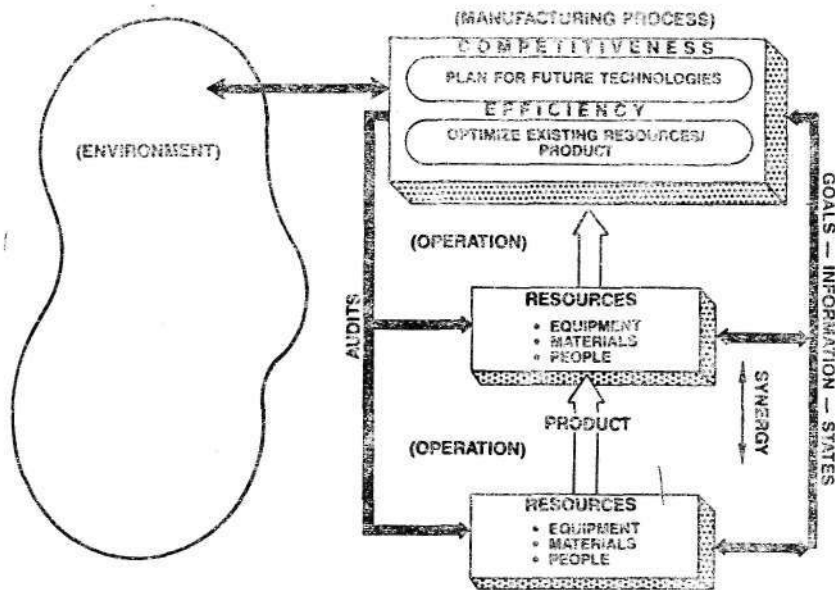 (MANUFACTURING PROCESS)
COMPETITIVENESS
PLAN FOR FUTURE TECHNOLOGIES
EFFICIENCY
OPTIMIZE EXISTING RESOURCES/
PRODUCT
(ENVIRONMENT)
(OPERATION)
RESOURCES
• EQUIPMENT
• MATERIALS
• PEOPLE
AUDITS
GOALS — INFORMATION — STATES
SYNERGY
PRODUCT
(OPERATION)
RESOURCES
• EQUIPMENT
• MATERIALS
• PEOPLE